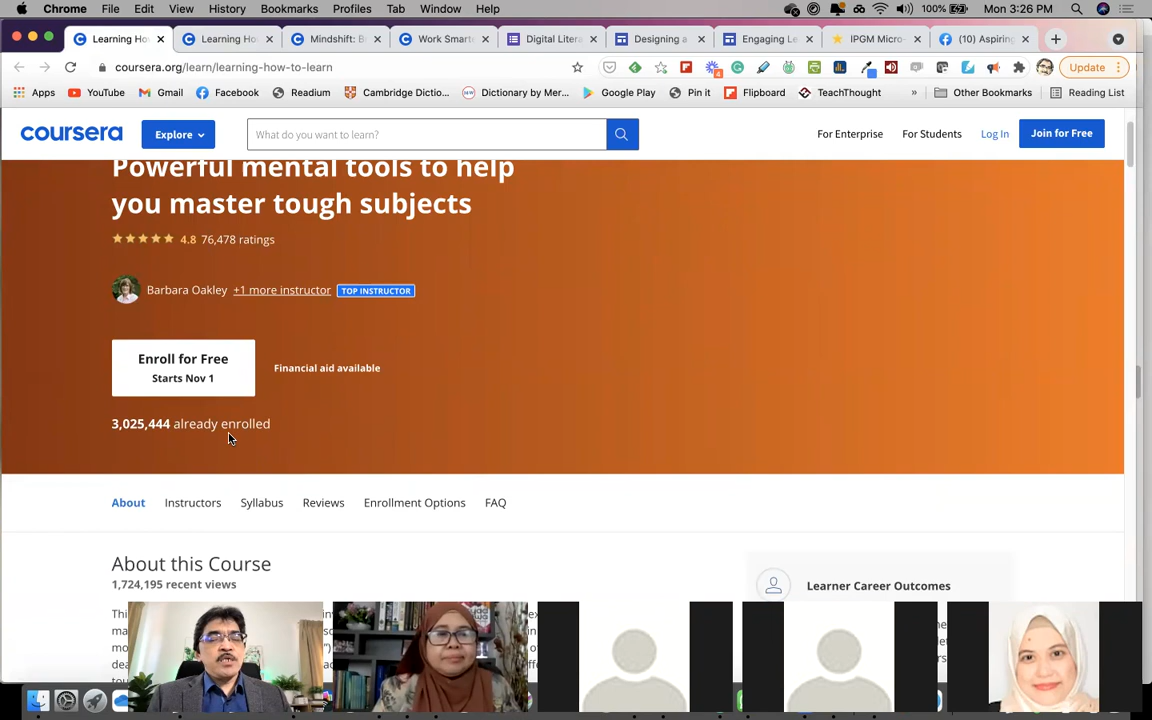 Chrome File Edit View History Bookmarks Profiles Tab Window Help 100% Mon 3:26 PM
Learning Ho Learning Ho Mindshift: B Work Smarte Digital Litera Designing a Engaging Le IPGM Micro- (10) Aspiring
coursera.org/learn/learning-how-to-learn 4 Update
Apps YouTube Gmail Facebook Readium Cambridge Dictio... Dictionary by Mer... Google Play Pin it Flipboard TeachThought » Other Bookmarks Reading List
coursera Explore What do you want to learn? For Enterprise For Students Log In Join for Free
Powerful mental tools to help
you master tough subjects
4.8 76,478 ratings
Barbara Oakley +1 more instructor TOP INSTRUCTOR
Enroll for Free
Starts Nov 1
Financial aid available
3,025,444 already enrolled
About Instructors Syllabus Reviews Enrollment Options FAQ
About this Course
1,724,195 recent views
Learner Career Outcomes